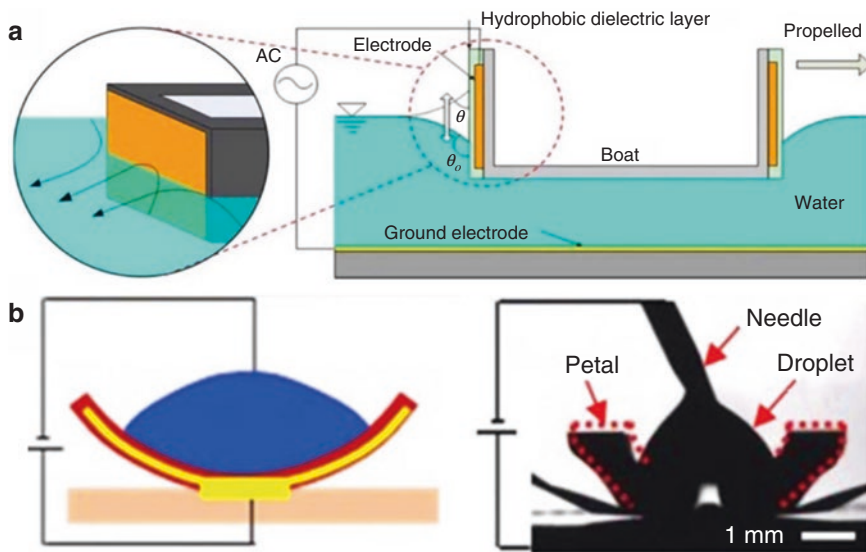 a
Hydrophobic dielectric layer
Electrode
Propelled
AC
θ
θo
Boat
Water
Ground electrode
b
Needle
Petal
Droplet
1 mm